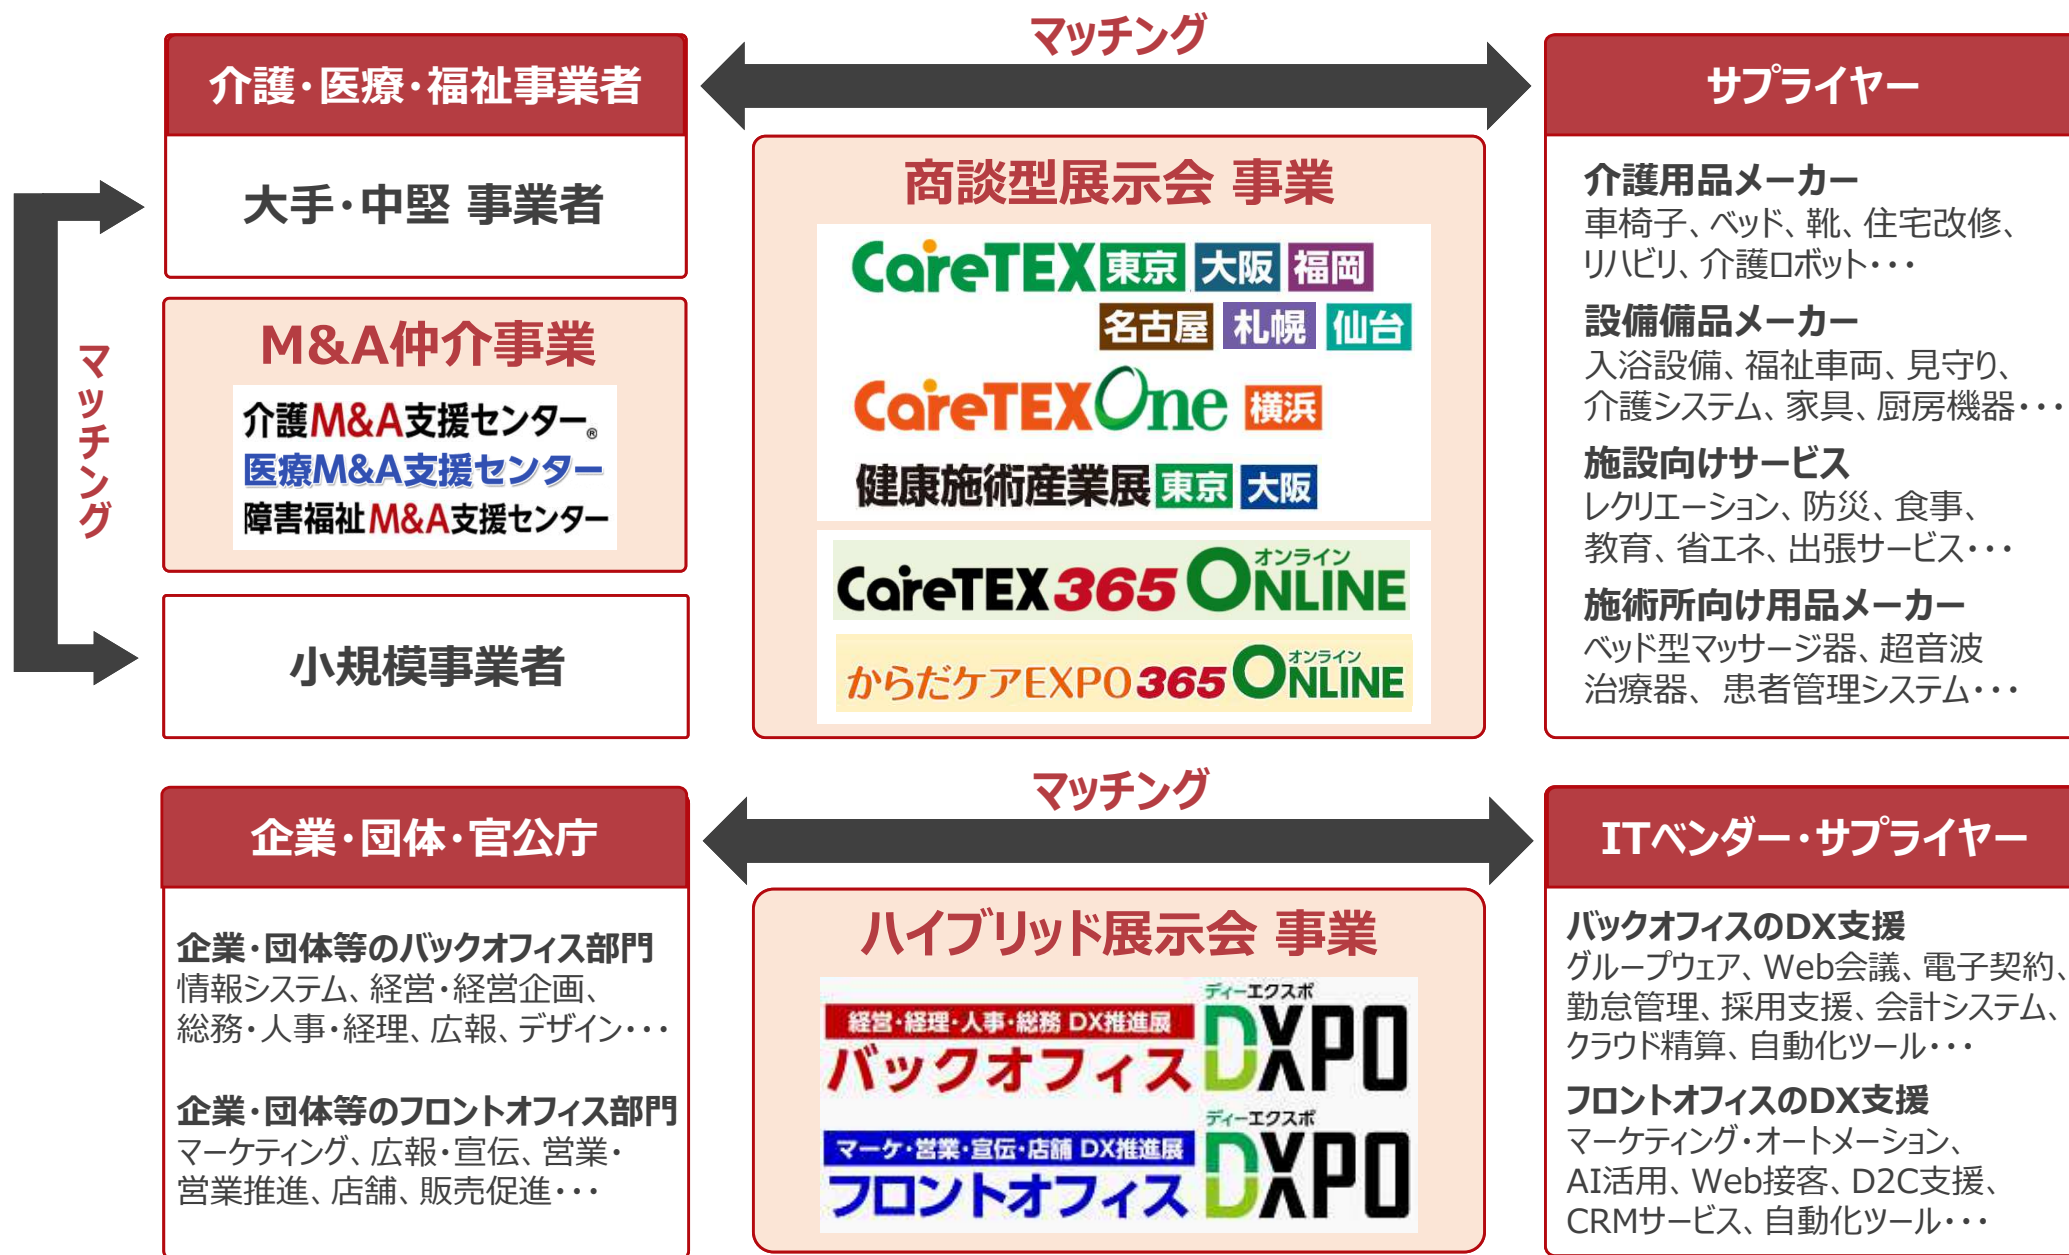 マッチング
介護・医療・福祉事業者
大手・中堅 事業者
マッチング
M&A仲介事業
介護M&A支援センター®
医療M&A支援センター
障害福祉M&A支援センター
小規模事業者
商談型展示会 事業
CareTEX 東京 大阪 福岡
名古屋 札幌 仙台
CareTEXOne 横浜
健康施術産業展 東京 大阪
オンライン
CareTEX365 ONLINE
オンライン
からだケアEXPO365 ONLINE
サプライヤー
介護用品メーカー
車椅子、ベッド、靴、住宅改修、
リハビリ、介護ロボット・・・
設備備品メーカー
入浴設備、福祉車両、見守り、
介護システム、家具、厨房機器・・・
施設向けサービス
レクリエーション、防災、食事、
教育、省エネ、出張サービス・・・
施術所向け用品メーカー
ベッド型マッサージ器、超音波
治療器、 患者管理システム・・・
マッチング
企業・団体・官公庁
企業・団体等のバックオフィス部門
情報システム、経営・経営企画、
総務・人事・経理、広報、デザイン・・・
企業・団体等のフロントオフィス部門
マーケティング、広報・宣伝、営業・
営業推進、店舗、販売促進・・・
ハイブリッド展示会 事業
ディーエクスポ
経営・経理・人事・総務 DX推進展
バックオフィス DXPO
ディーエクスポ
マーケ・営業・宣伝・店舗 DX推進展
フロントオフィス DXPO
ITベンダー・サプライヤー
バックオフィスのDX支援
グループウェア、Web会議、電子契約、
勤怠管理、採用支援、会計システム、
クラウド精算、自動化ツール・・・
フロントオフィスのDX支援
マーケティング・オートメーション、
AI活用、Web接客、D2C支援、
CRMサービス、自動化ツール・・・